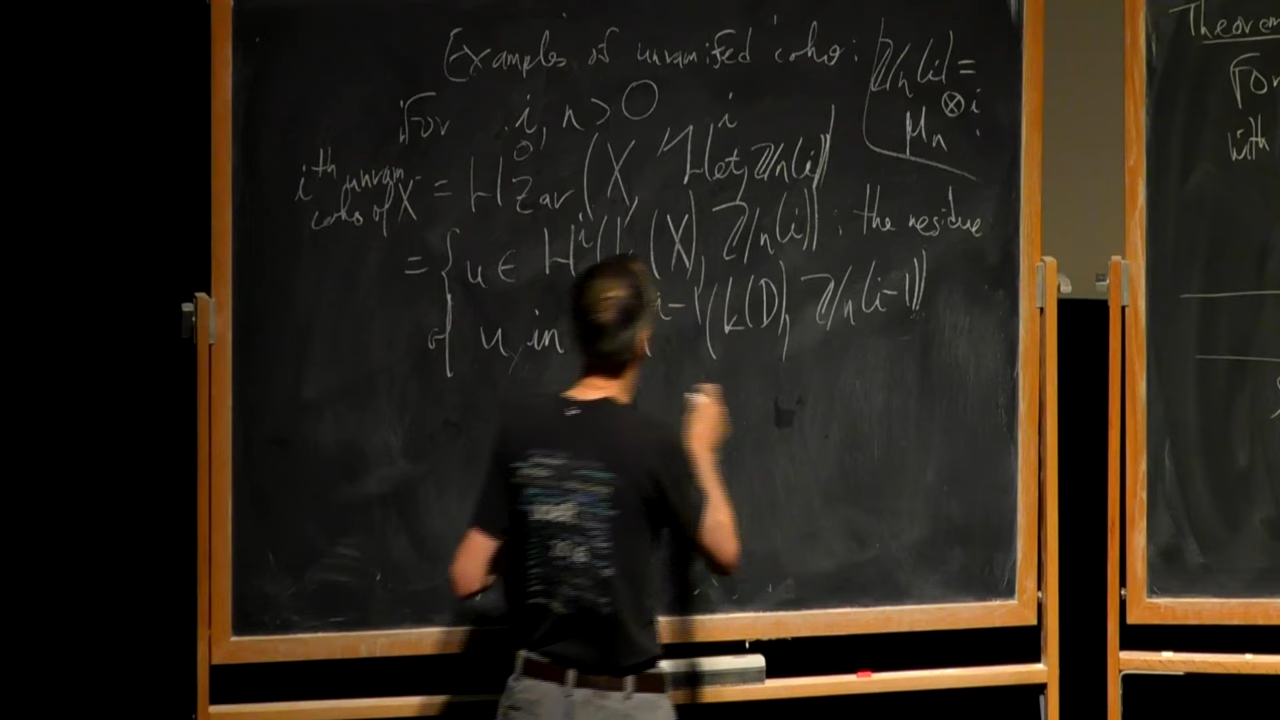 Examples of unramified coho:
Z/n(i) =
μ_n^{⊗i}.
For i, n > 0
i^th unram. coho of X = H^0_Zar(X, H^i_et, Z/n(i))
= { u ∈ H^i( (X), Z/n(i)) : the residue
of u in i-1(k(D), Z/n(i-1))
Theorem
For
with